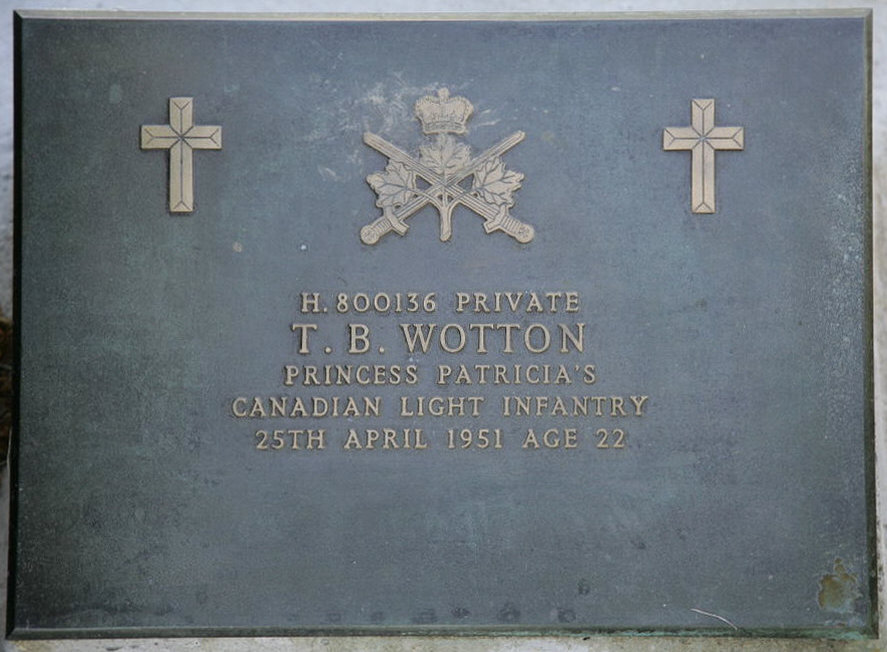 H. 800136 PRIVATE
T. B. WOTTON
PRINCESS PATRICIA'S
CANADIAN LIGHT INFANTRY
25TH APRIL 1951 AGE 22